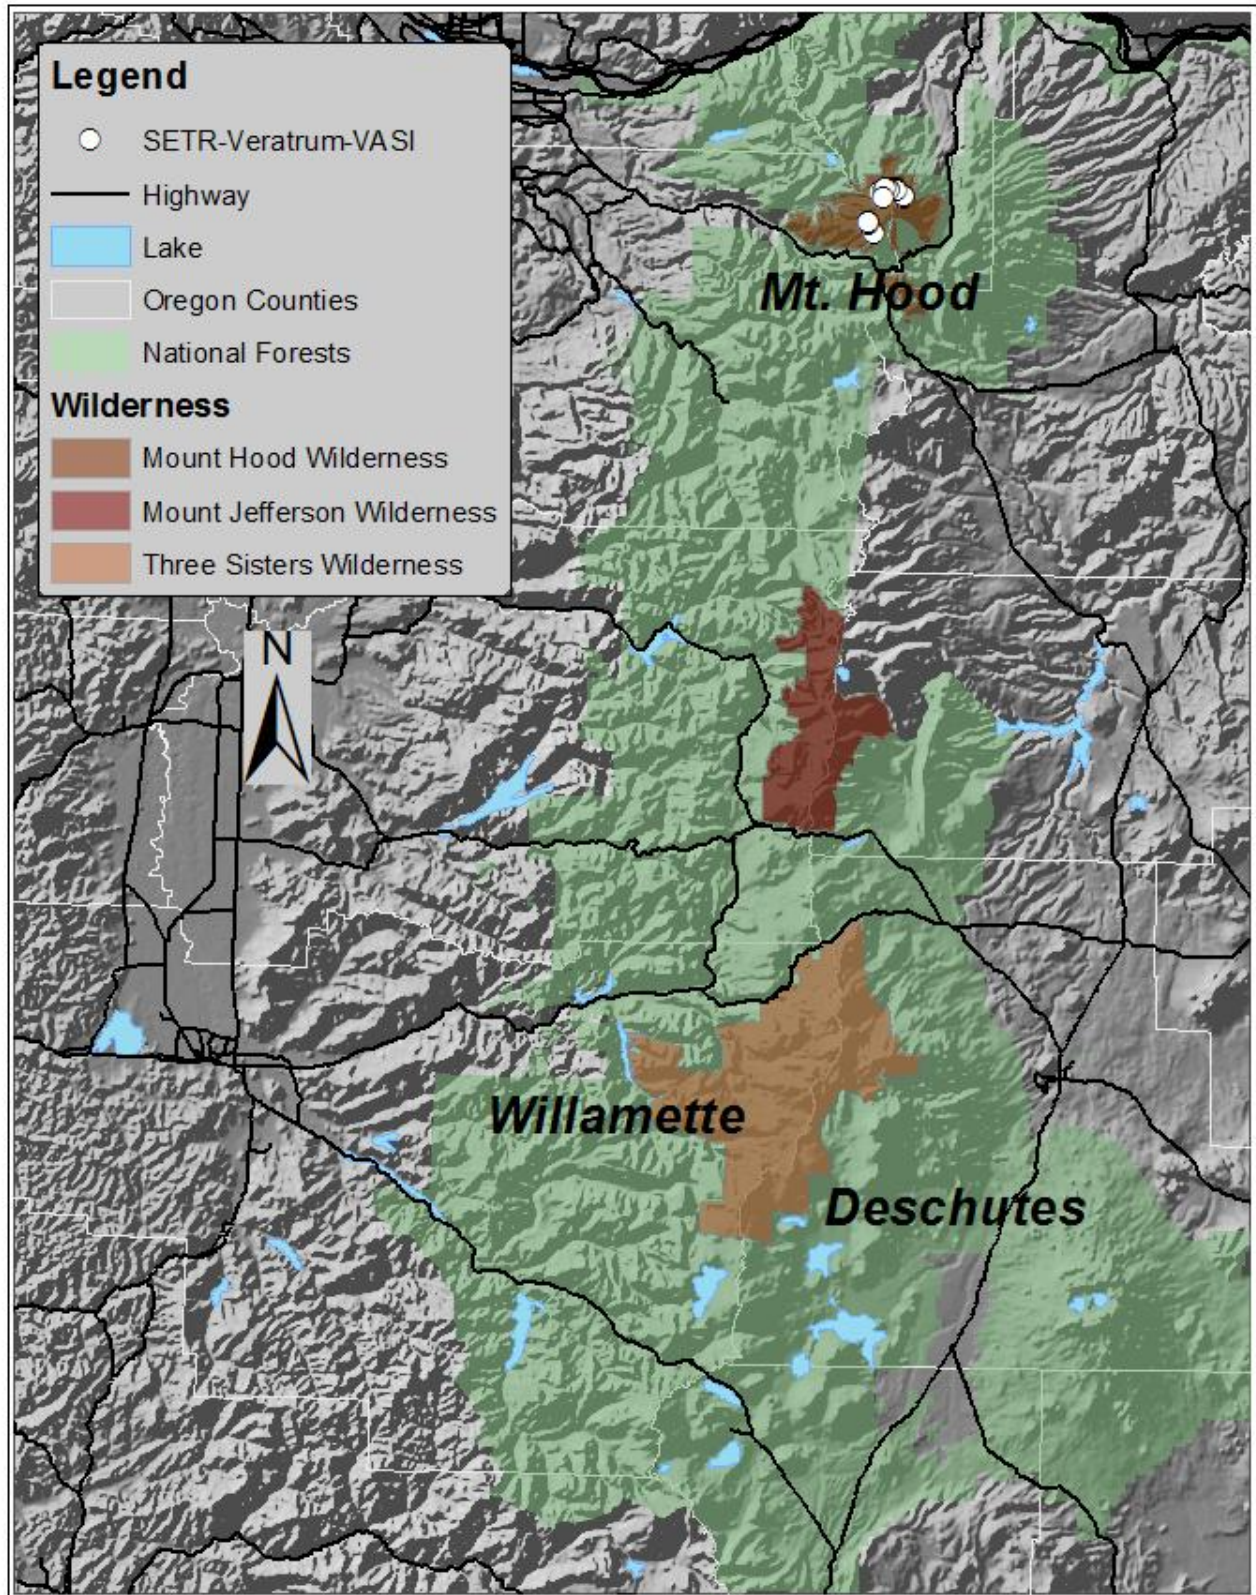 Legend
SETR-Veratrum-VASI
Highway
Lake
Oregon Counties
National Forests
Wilderness
Mount Hood Wilderness
Mount Jefferson Wilderness
Three Sisters Wilderness
N
Mt. Hood
Willamette
Deschutes